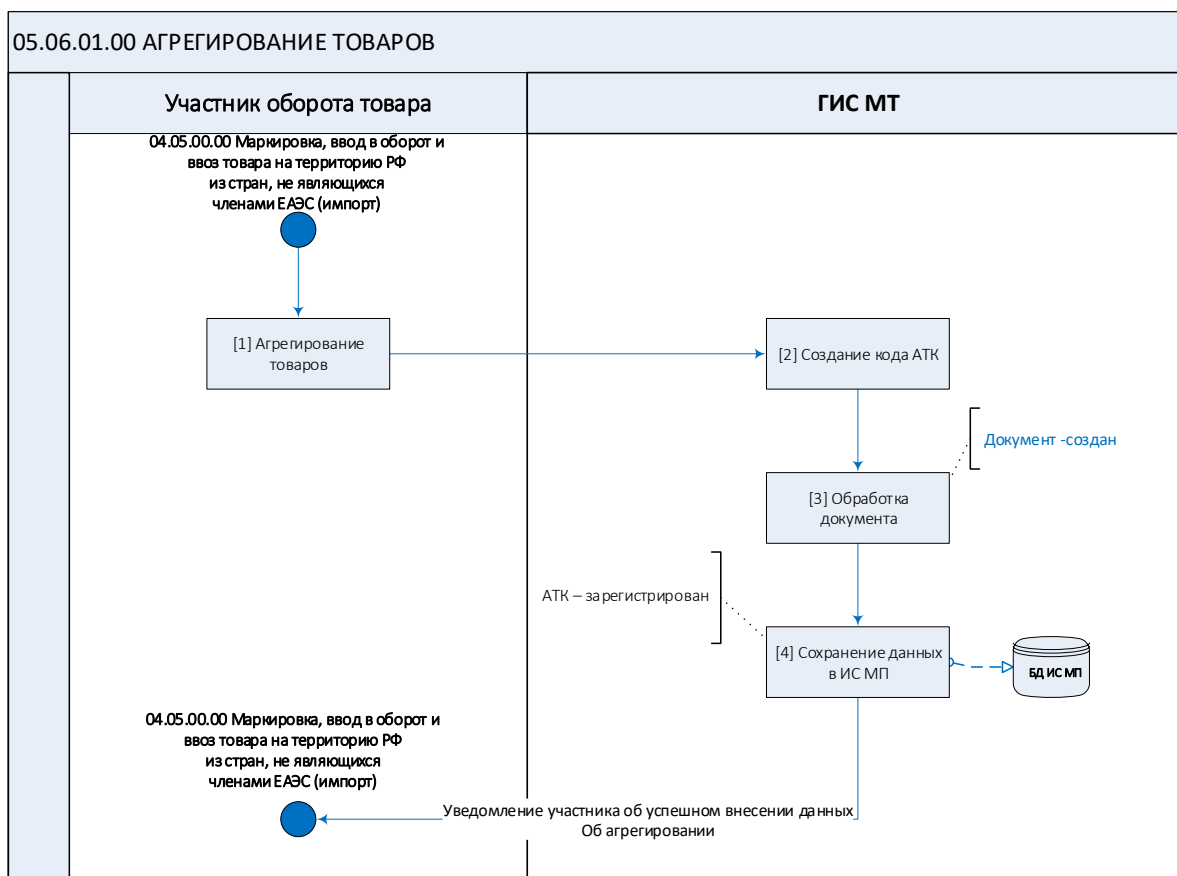 05.06.01.00 АГРЕГИРОВАНИЕ ТОВАРОВ
Участник оборота товара
ГИС МТ
04.05.00.00 Маркировка, ввод в оборот и
ввоз товара на территорию РФ
из стран, не являющихся
членами ЕАЭС (импорт)
[1] Агрегирование
товаров
[2] Создание кода АТК
Документ -создан
[3] Обработка
документа
АТК – зарегистрирован
[4] Сохранение данных
в ИС МП
БД ИС МП
04.05.00.00 Маркировка, ввод в оборот и
ввоз товара на территорию РФ
из стран, не являющихся
членами ЕАЭС (импорт)
Уведомление участника об успешном внесении данных
Об агрегировании